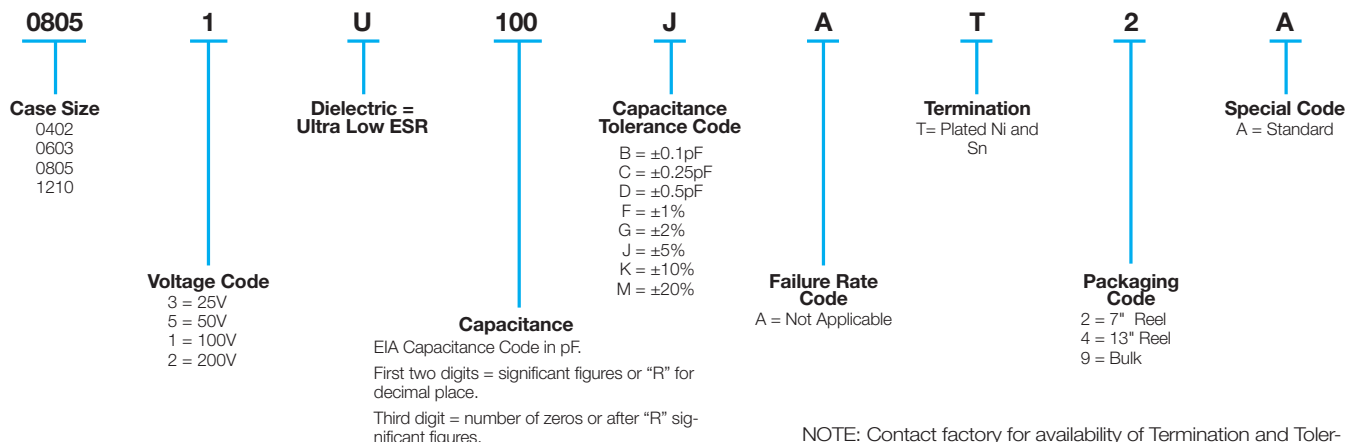 0805 1 U 100 J A T 2 A
Case Size
0402
0603
0805
1210
Voltage Code
3 = 25V
5 = 50V
1 = 100V
2 = 200V
Dielectric =
Ultra Low ESR
Capacitance
EIA Capacitance Code in pF.
First two digits = significant figures or “R” for
decimal place.
Third digit = number of zeros or after “R” sig-
nificant figures.
Capacitance
Tolerance Code
B = ±0.1pF
C = ±0.25pF
D = ±0.5pF
F = ±1%
G = ±2%
J = ±5%
K = ±10%
M = ±20%
Failure Rate
Code
A = Not Applicable
Termination
T= Plated Ni and
Sn
Packaging
Code
2 = 7" Reel
4 = 13" Reel
9 = Bulk
Special Code
A = Standard
NOTE: Contact factory for availability of Termination and Toler-